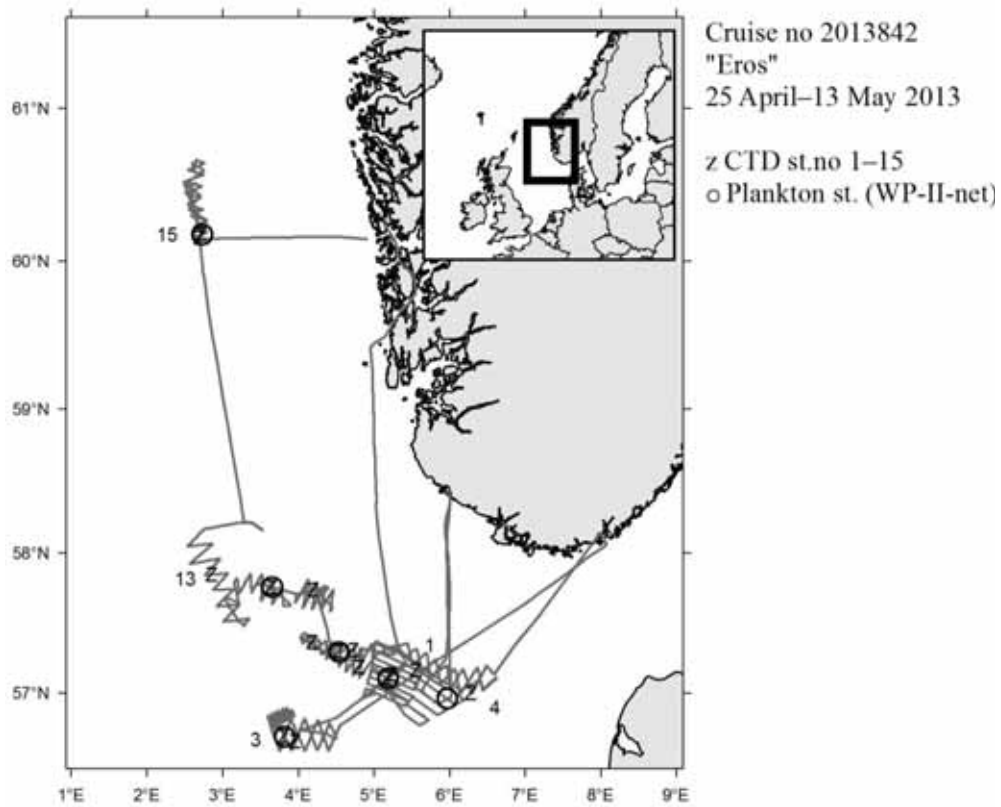 Cruise no 2013842
"Eros"
25 April–13 May 2013
z CTD st.no 1–15
o Plankton st. (WP-II-net)
61°N
15 z
60°N
59°N
58°N
13 z
z z
1
z z z
57°N
z z z z
4
3 z z
1°E 2°E 3°E 4°E 5°E 6°E 7°E 8°E 9°E